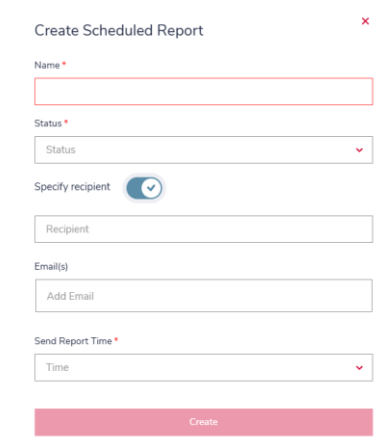 Create Scheduled Report
Name *
Status *
Status
Specify recipient
Recipient
Email(s)
Add Email
Send Report Time *
Time
Create